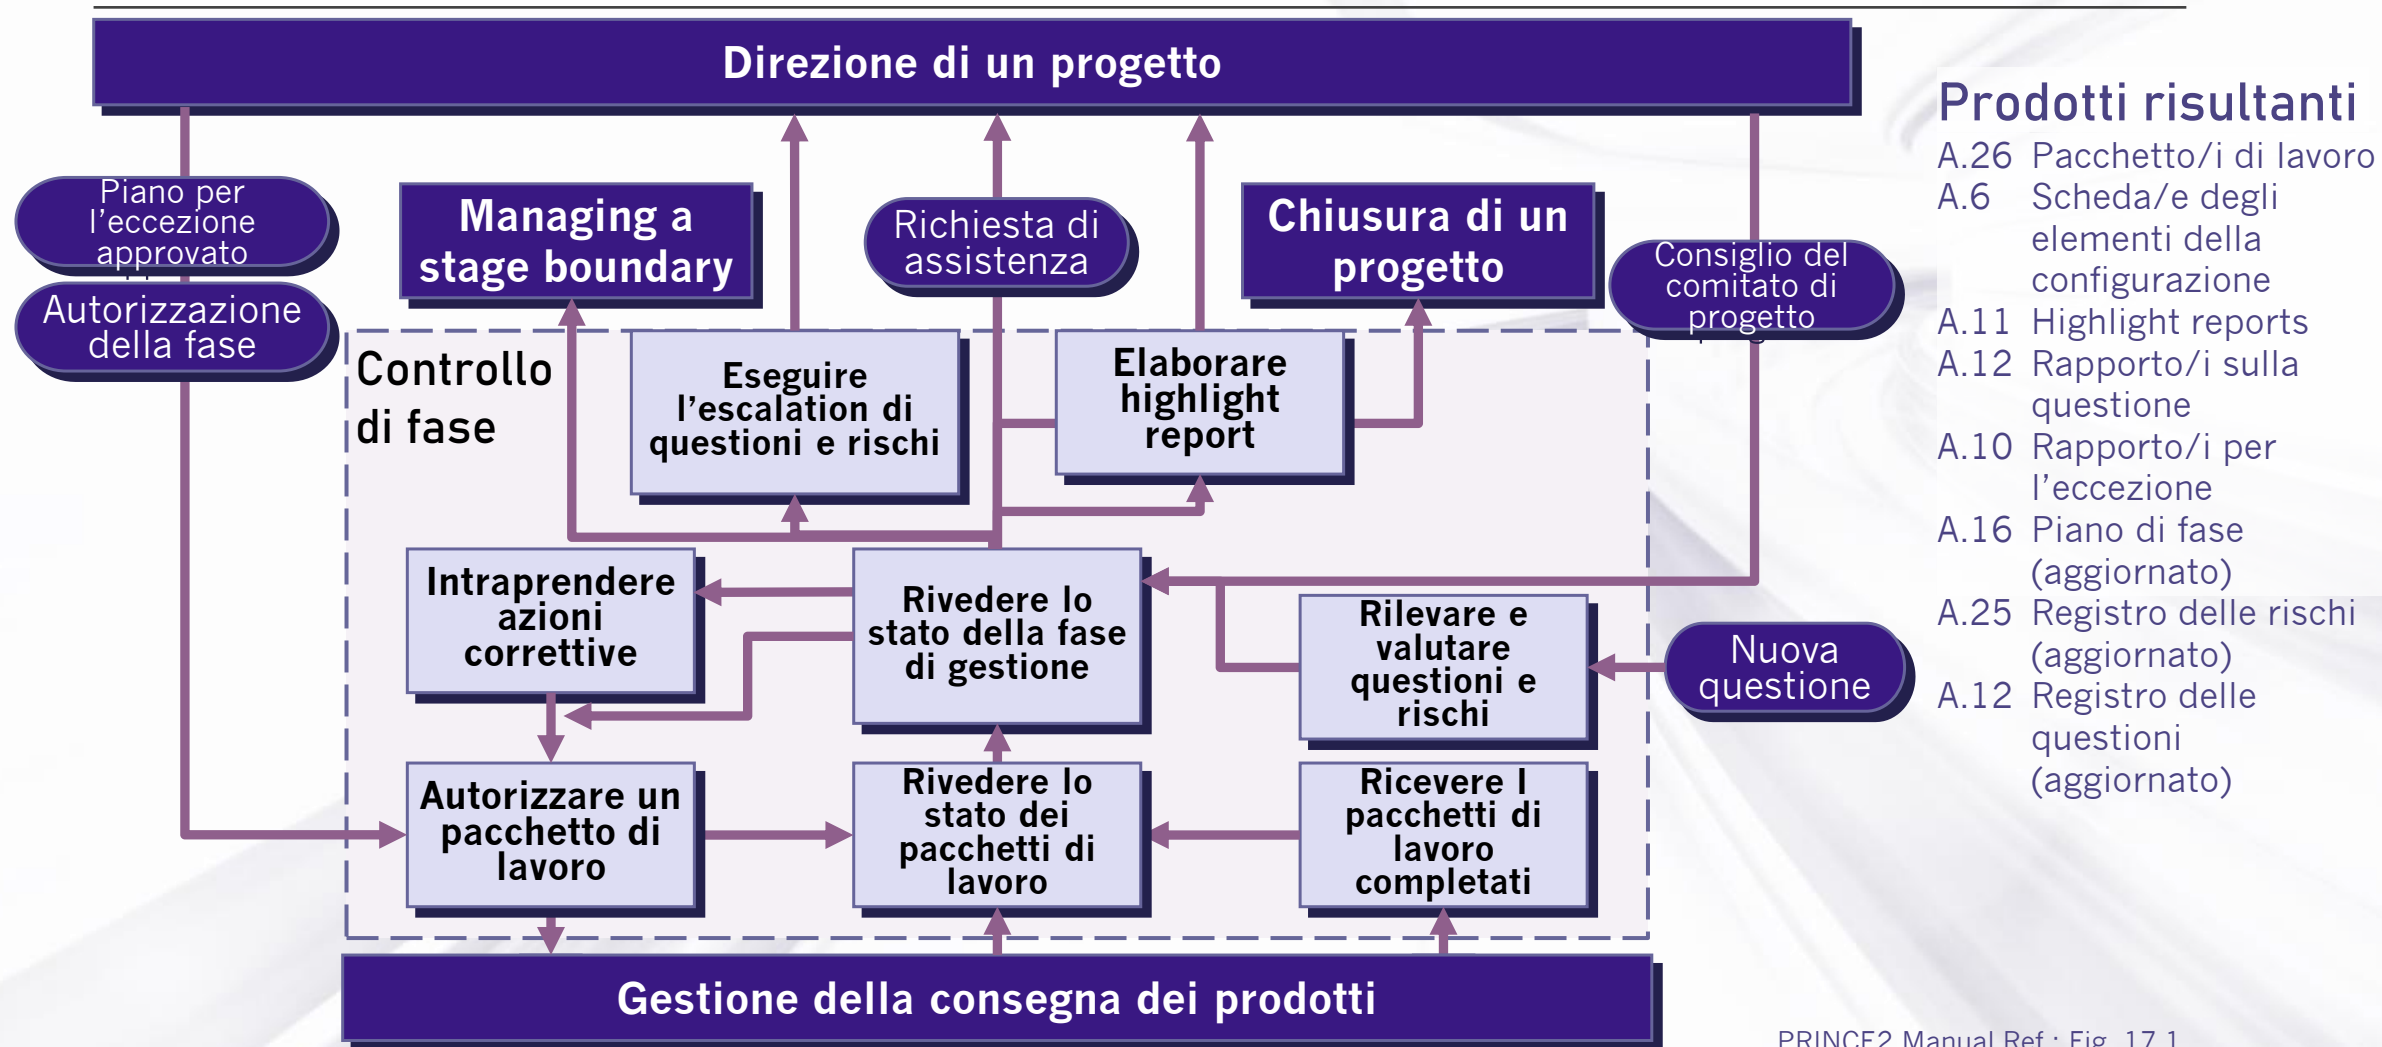 Direzione di un progetto
Piano per
l’eccezione
approvato
Autorizzazione
della fase
Managing a
stage boundary
Richiesta di
assistenza
Chiusura di un
progetto
Consiglio del
comitato di
progetto
Controllo
di fase
Eseguire
l’escalation di
questioni e rischi
Elaborare
highlight
report
Intraprendere
azioni
correttive
Rivedere lo
stato della fase
di gestione
Rilevare e
valutare
questioni e
rischi
Nuova
questione
Autorizzare un
pacchetto di
lavoro
Rivedere lo
stato dei
pacchetti di
lavoro
Ricevere I
pacchetti di
lavoro
completati
Gestione della consegna dei prodotti
Prodotti risultanti
A.26 Pacchetto/i di lavoro
A.6 Scheda/e degli
elementi della
configurazione
A.11 Highlight reports
A.12 Rapporto/i sulla
questione
A.10 Rapporto/i per
l’eccezione
A.16 Piano di fase
(aggiornato)
A.25 Registro delle rischi
(aggiornato)
A.12 Registro delle
questioni
(aggiornato)
PRINCE2 Manual Ref.: Fig. 17.1